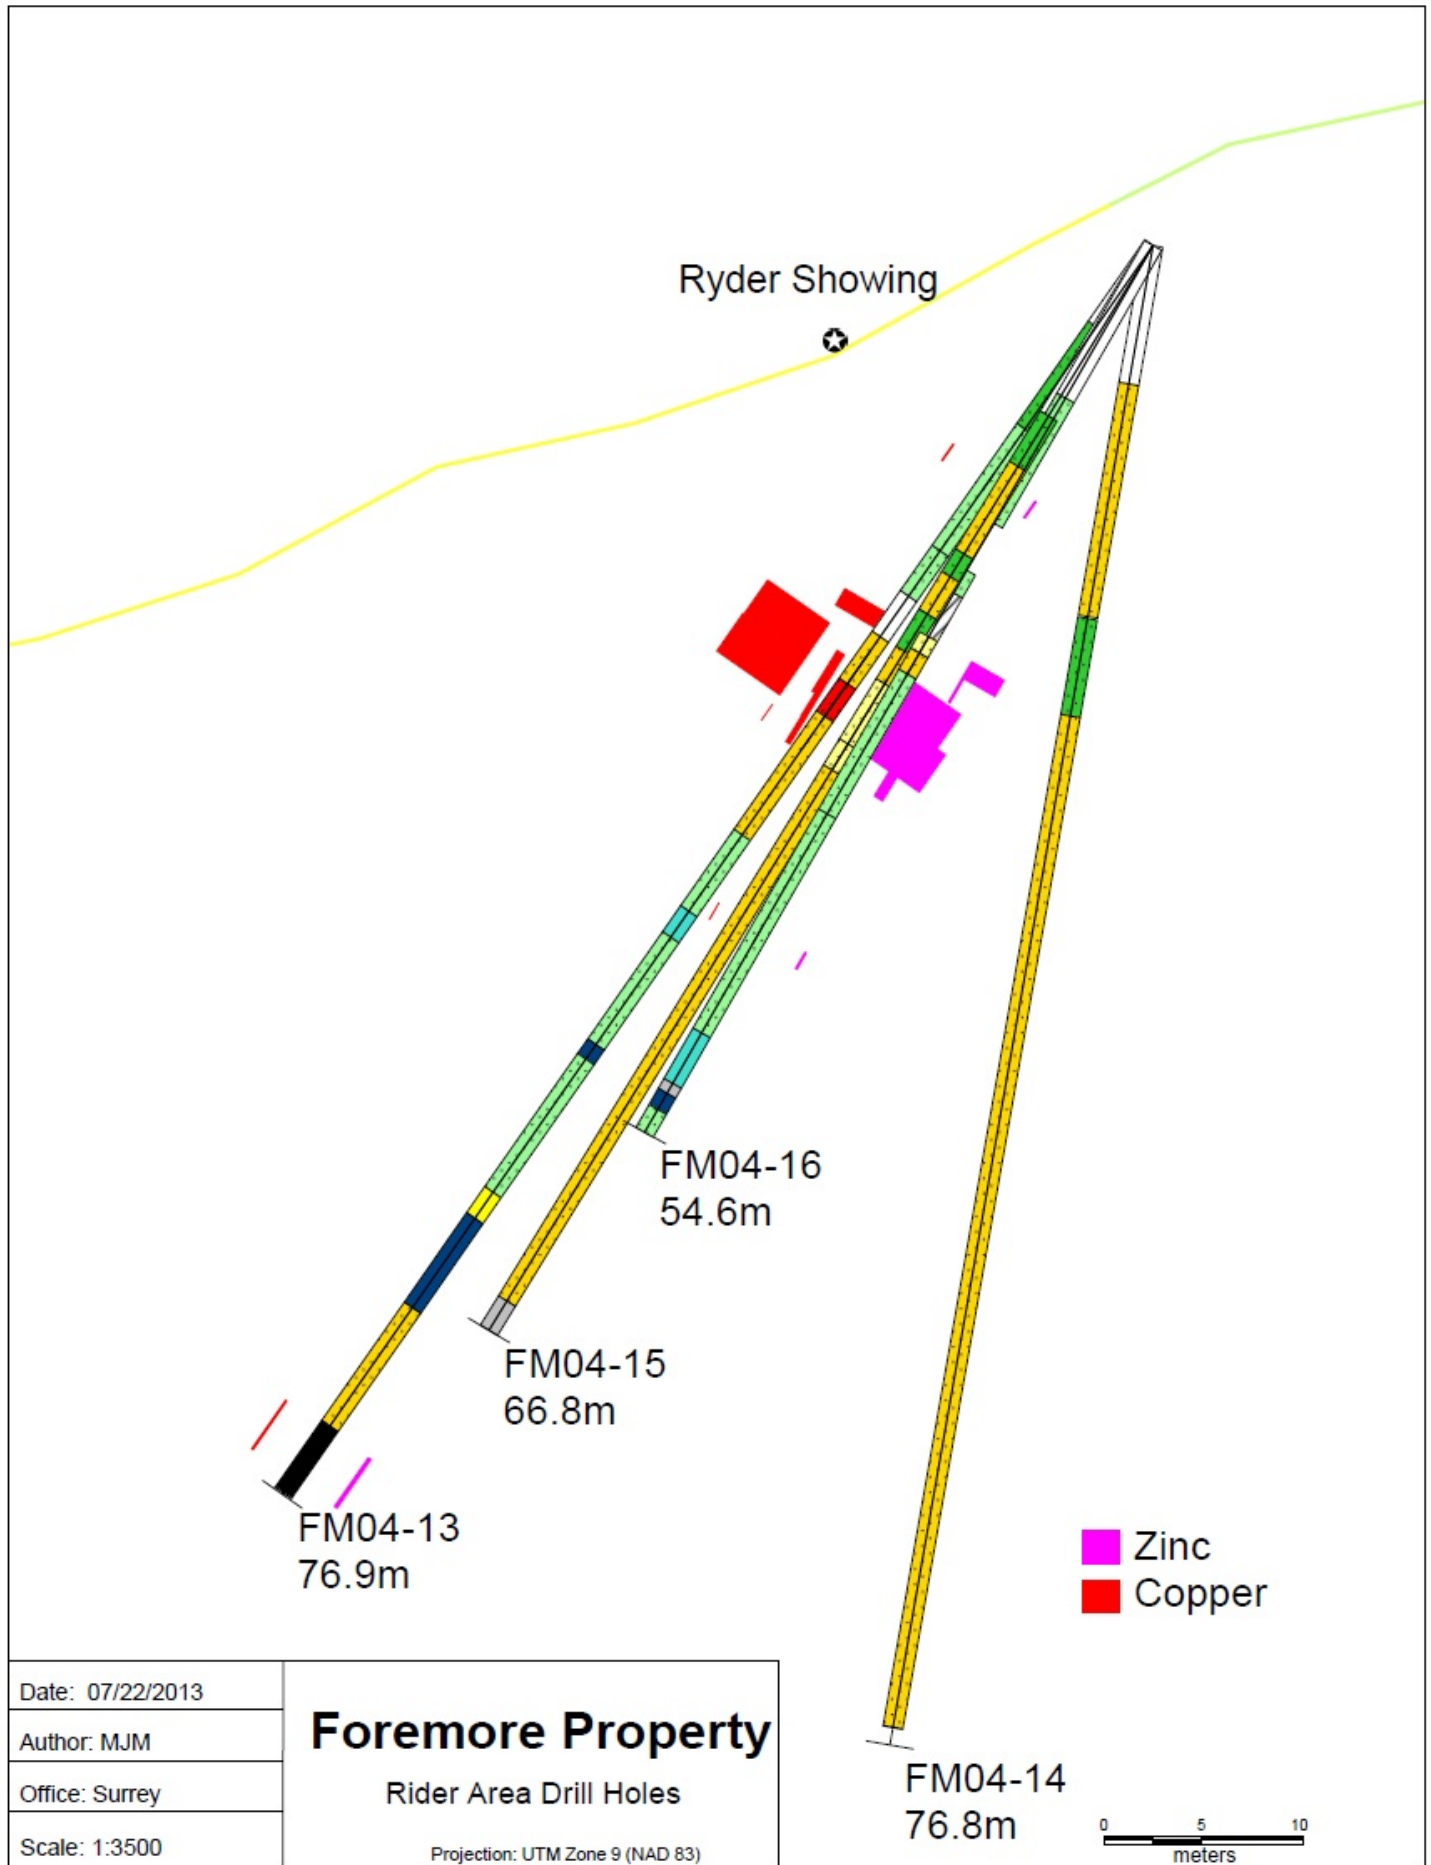 Ryder Showing
FM04-16
54.6m
FM04-15
66.8m
FM04-13
76.9m
Zinc
Copper
FM04-14
76.8m
0 5 10
meters
Date: 07/22/2013
Author: MJM
Office: Surrey
Scale: 1:3500
Foremore Property
Rider Area Drill Holes
Projection: UTM Zone 9 (NAD 83)